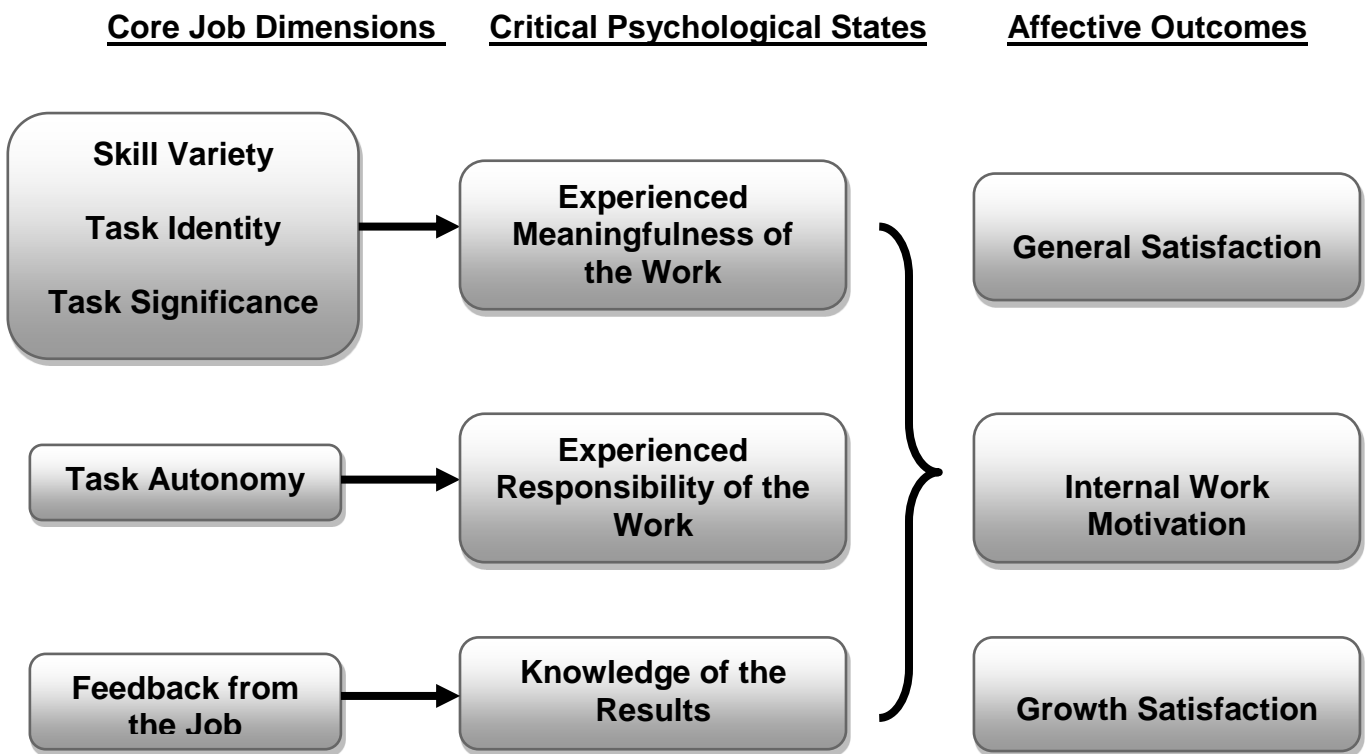 Core Job Dimensions
Critical Psychological States
Affective Outcomes
Skill Variety
Task Identity
Task Significance
Experienced
Meaningfulness of
the Work
General Satisfaction
Task Autonomy
Experienced
Responsibility of the
Work
Internal Work
Motivation
Feedback from
the Job
Knowledge of the
Results
Growth Satisfaction